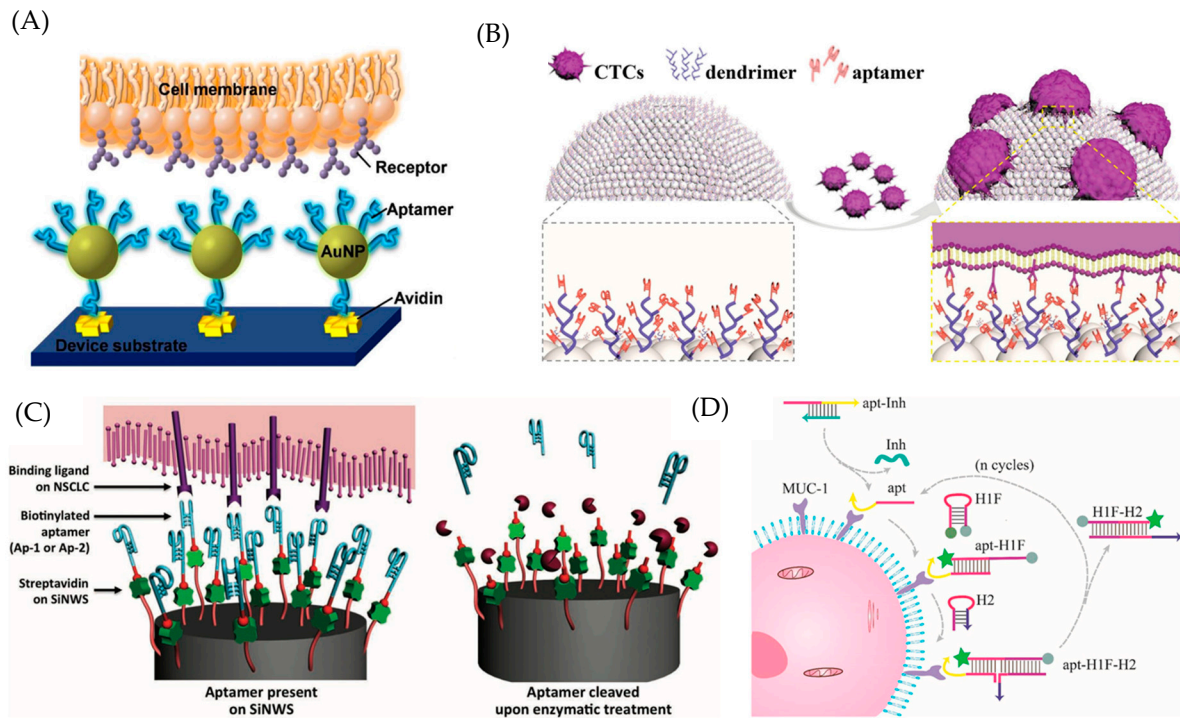 (A)
Cell membrane
Receptor
Aptamer
AuNP
Avidin
Device substrate
(B)
CTCs
dendrimer
aptamer
(C)
Binding ligand
on NSCLC
Biotinylated
aptamer
(Ap-1 or Ap-2)
Streptavidin
on SiNWS
Aptamer present
on SiNWS
Aptamer cleaved
upon enzymatic treatment
(D)
apt-Inh
Inh
(n cycles)
MUC-1
apt
H1F
H1F-H2
apt-H1F
H2
apt-H1F-H2